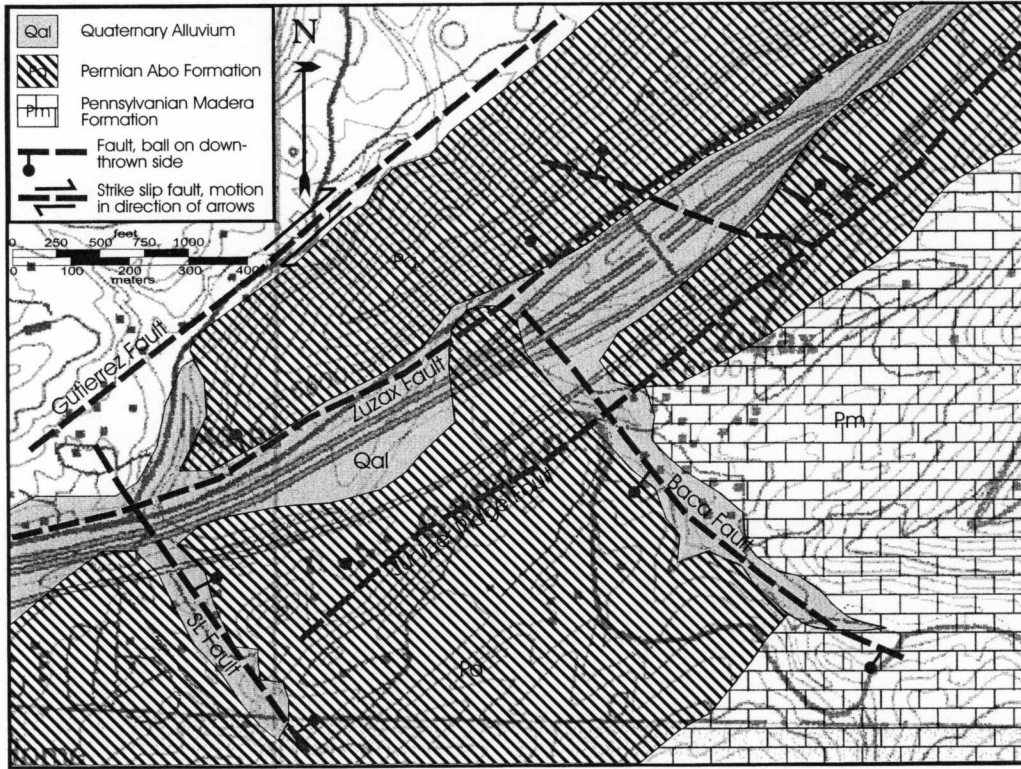 Qal Quaternary Alluvium
Pa Permian Abo Formation
Pm Pennsylvanian Madera
Formation
Fault, ball on down-
thrown side
Strike slip fault, motion
in direction of arrows
N
feet
0 250 500 750 1000
0 100 200 300 400
meters
Gutierrez Fault
Zuzax Fault
Qal
Pm
Baca Fault
St. Fault
Pa